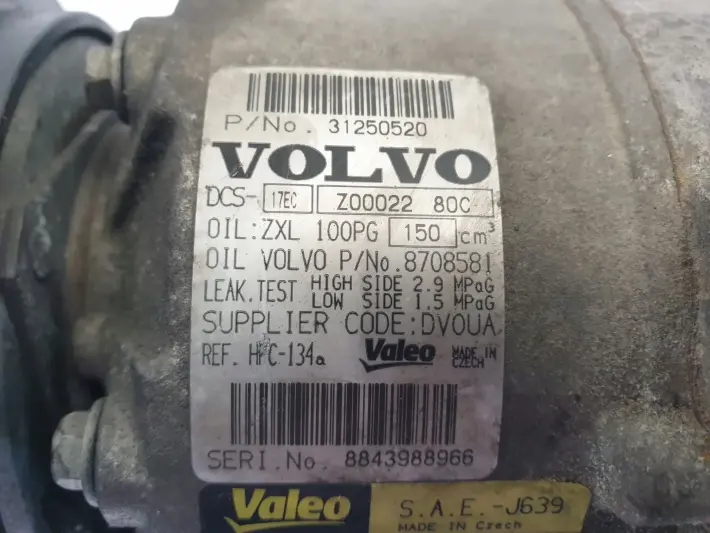 P/No. 31250520
VOLVO
DCS- 17EC Z00022 80C
OIL:ZXL 100PG 150 cm³
OIL VOLVO P/No.8708581
LEAK.TEST HIGH SIDE 2.9 MPaG
LOW SIDE 1.5 MPaG
SUPPLIER CODE:DVOUA
REF. HFC-134a Valeo MADE IN
CZECH
SERI.No. 8843988966
Valeo S.A.E.-J639
MADE IN Czech